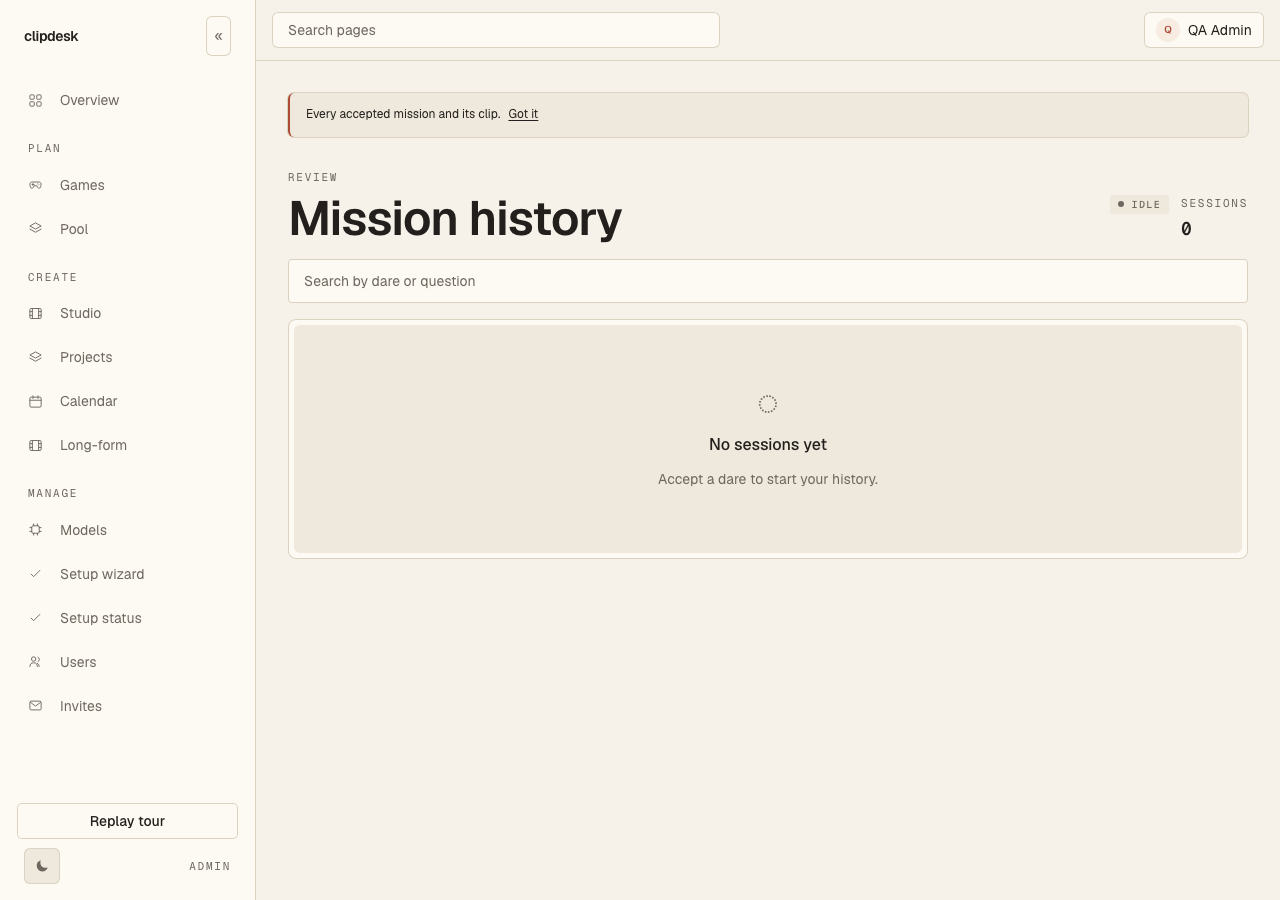 clipdesk
«
Search pages
Q
QA Admin
Overview
PLAN
Games
Pool
CREATE
Studio
Projects
Calendar
Long-form
MANAGE
Models
Setup wizard
Setup status
Users
Invites
Replay tour
ADMIN
Every accepted mission and its clip. Got it
REVIEW
Mission history
IDLE
SESSIONS
0
Search by dare or question
No sessions yet
Accept a dare to start your history.